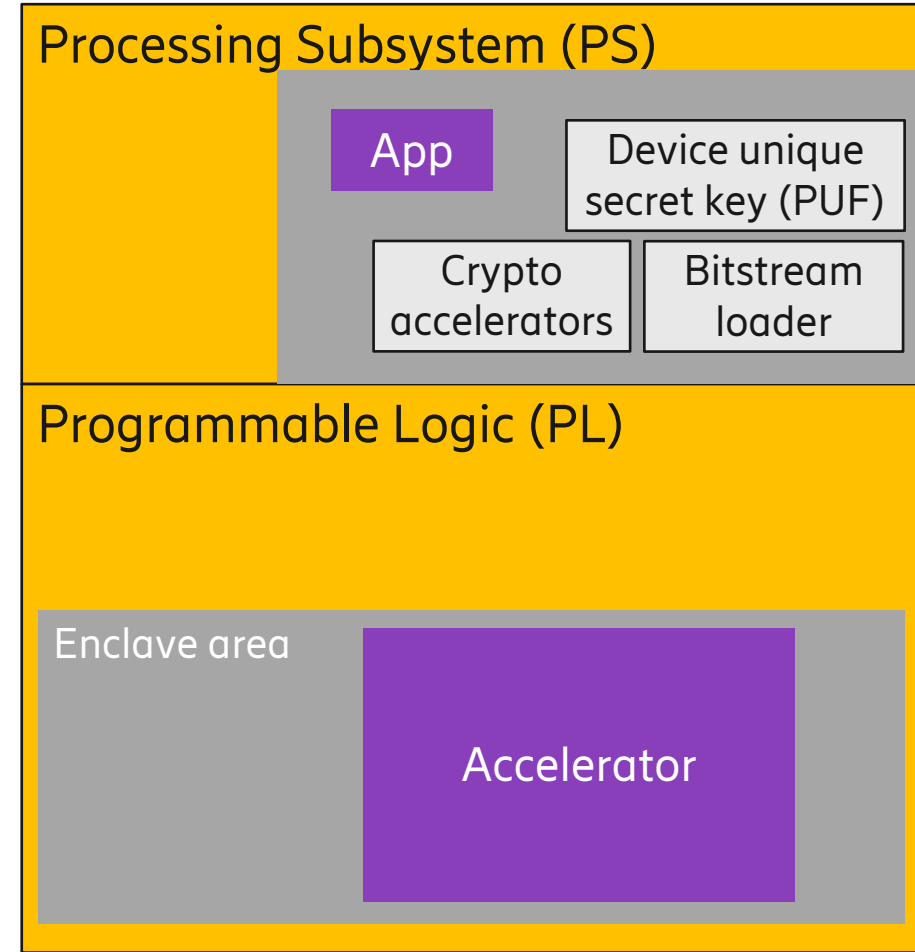 Processing Subsystem (PS)
App
Device unique
secret key (PUF)
Crypto
accelerators
Bitstream
loader
Programmable Logic (PL)
Enclave area
Accelerator